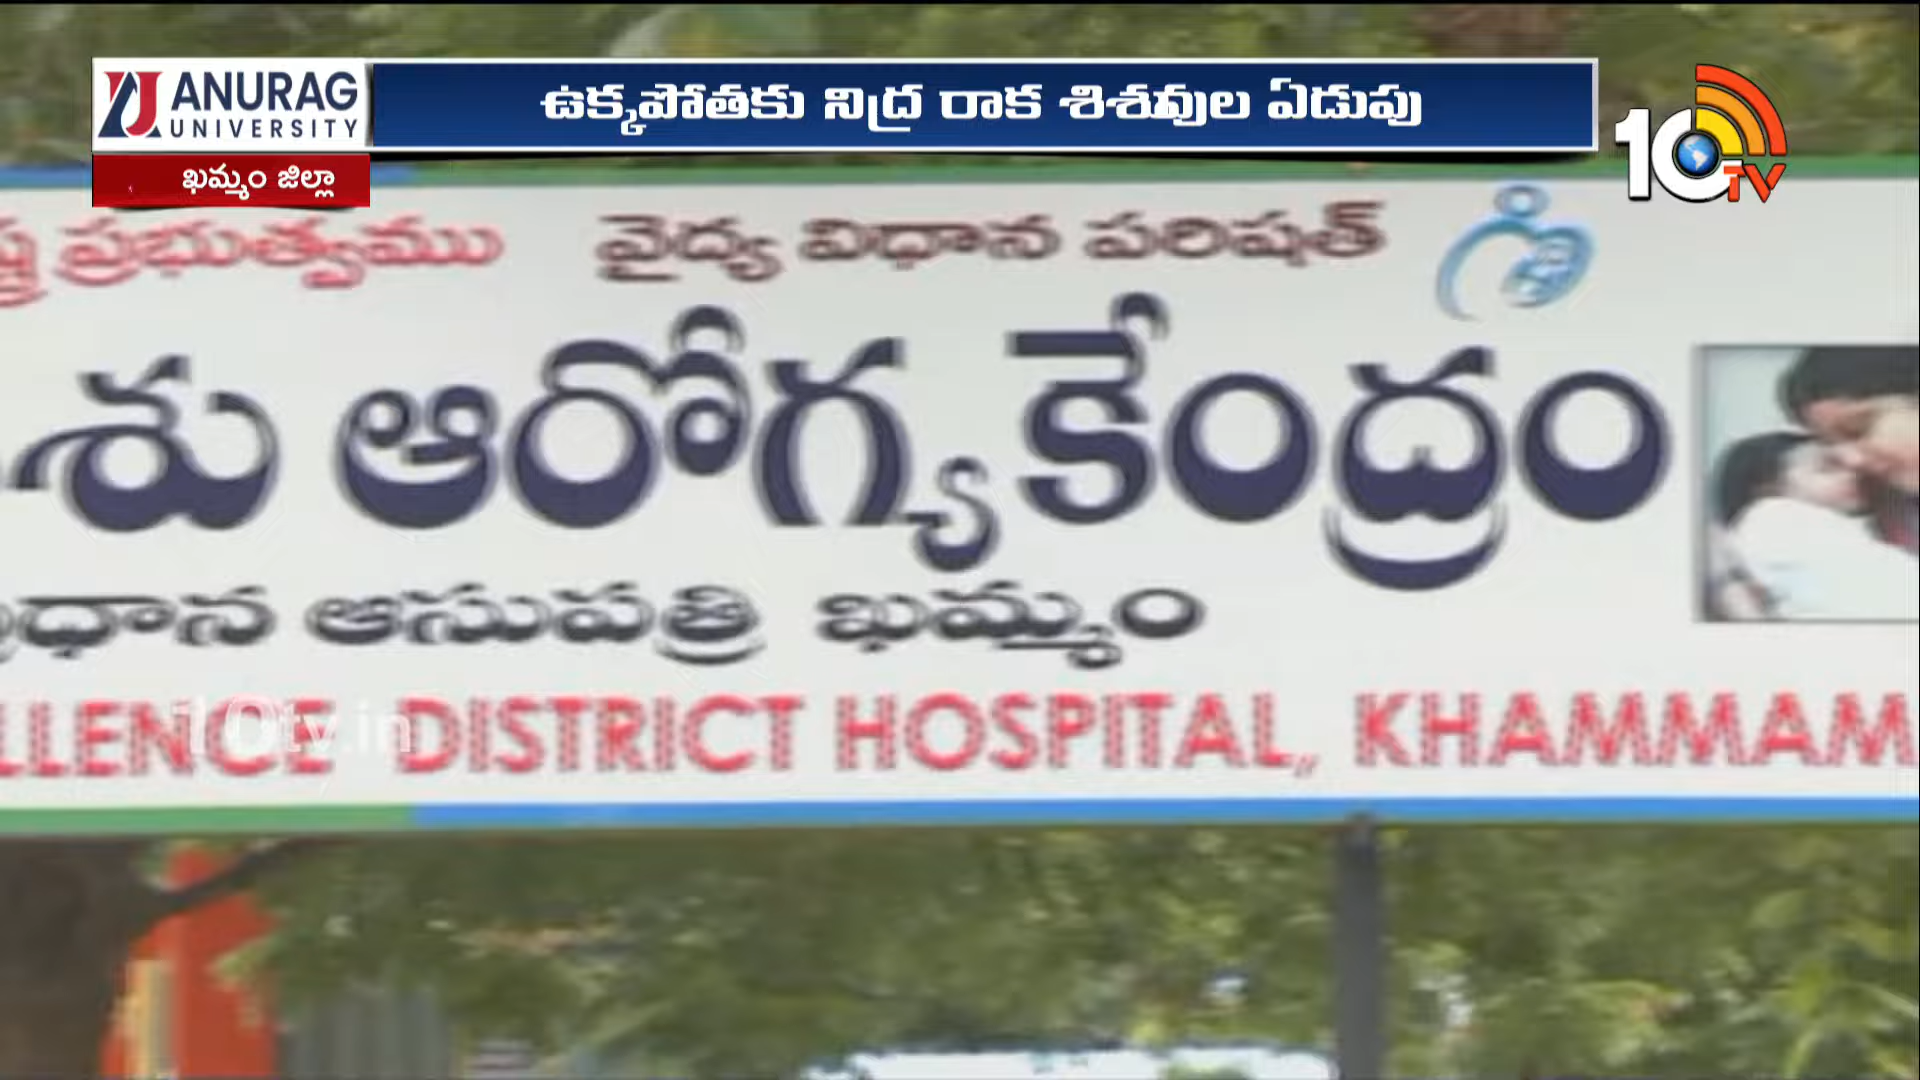 ANURAG
UNIVERSITY
ఉక్కపోతకు నిద్ర రాక శిశువుల ఏడుపు
ఖమ్మం జిల్లా
10TV
ప్రభుత్వము వైద్య విధాన పరిషత్
శు ఆరోగ్య కేంద్రం
ప్రధాన ఆసుపత్రి ఖమ్మం
LLENCE DISTRICT HOSPITAL, KHAMMAM
10tv.in